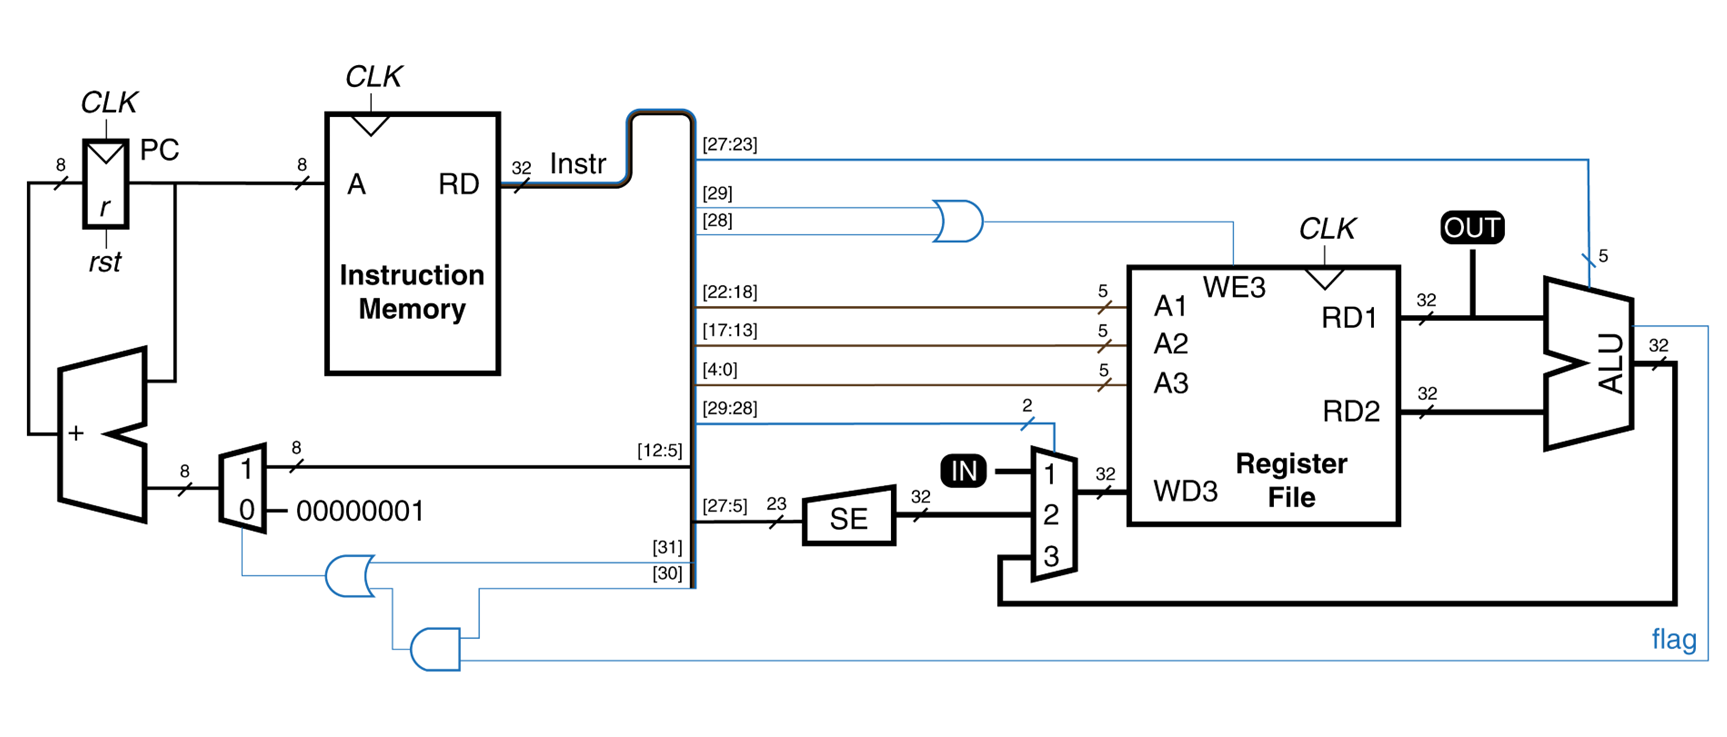 CLK
CLK
8
PC
8
A
RD
32
Instr
r
rst
Instruction
Memory
[27:23]
[29]
[28]
CLK
OUT
5
[22:18]
5
A1
WE3
RD1
32
[17:13]
5
A2
[4:0]
5
A3
ALU
32
[29:28]
2
RD2
32
+
8
1
8
[12:5]
IN
1
32
WD3
Register
File
0
00000001
[27:5]
23
SE
32
2
3
[31]
[30]
flag